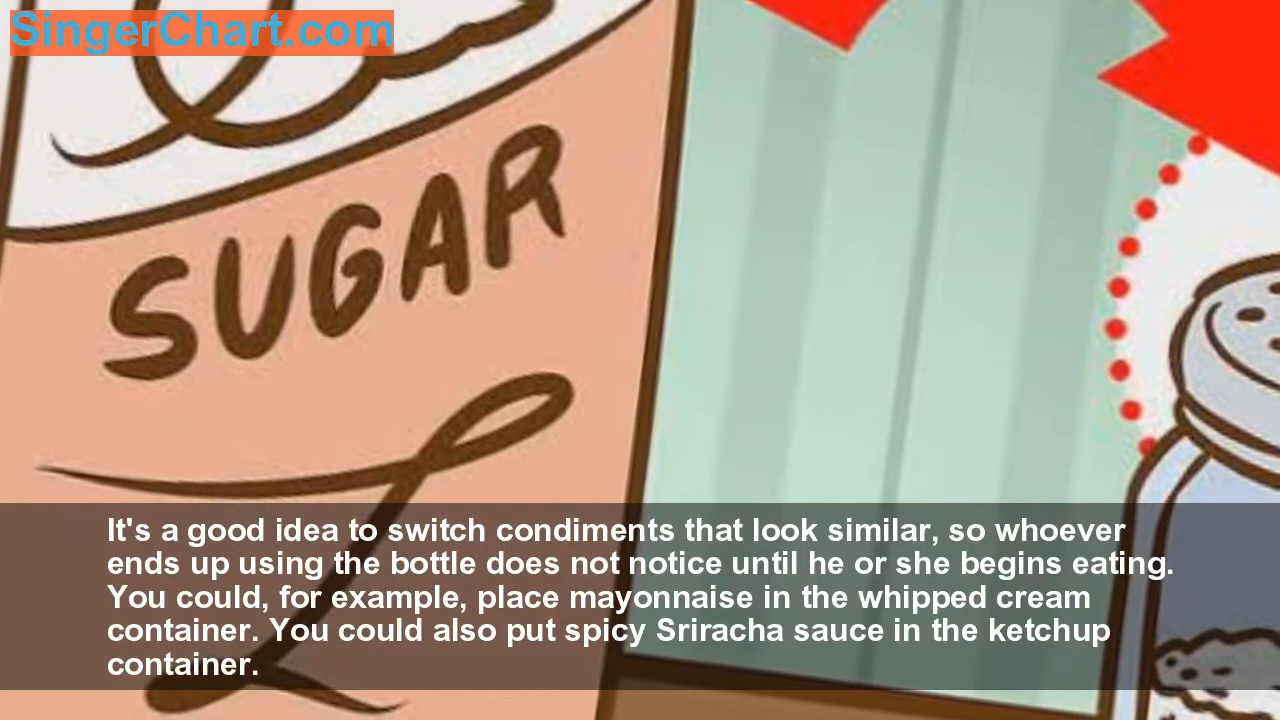 SingerChart.com
SUGAR
It's a good idea to switch condiments that look similar, so whoever
ends up using the bottle does not notice until he or she begins eating.
You could, for example, place mayonnaise in the whipped cream
container. You could also put spicy Sriracha sauce in the ketchup
container.